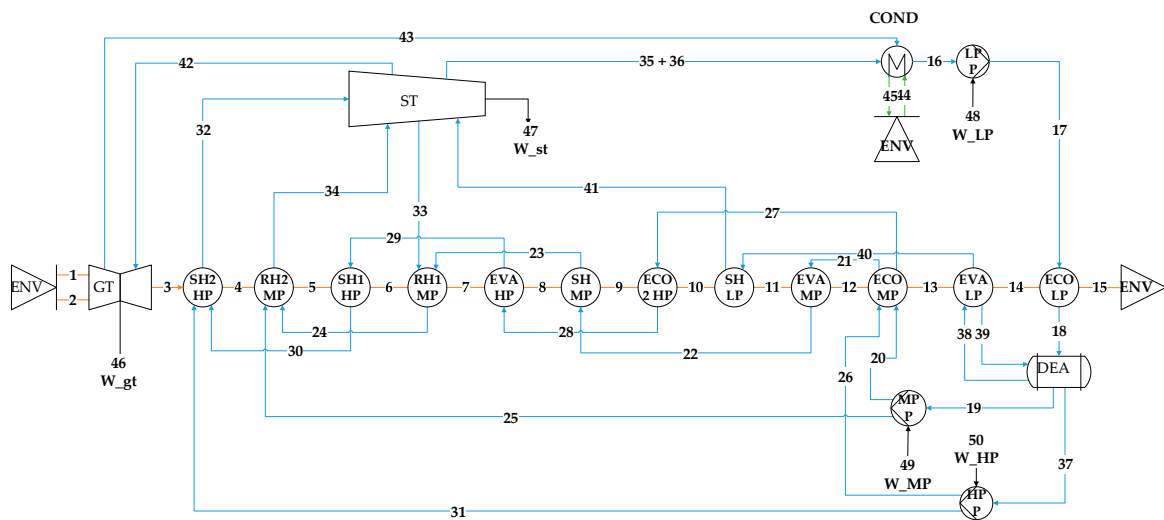 COND
43
42
35 + 36
16
LP
P
ST
45
44
32
47
W_st
48
W_LP
17
ENV
41
34
33
27
29
23
40
21
ENV
1
2
GT
3
SH2
HP
4
RH2
MP
5
SH1
HP
6
RH1
MP
7
EVA
HP
8
SH
MP
9
ECO
2 HP
10
SH
LP
11
EVA
MP
12
ECO
MP
13
EVA
LP
14
ECO
LP
15
ENV
24
28
30
22
18
38
39
20
26
46
W_gt
DEA
25
MP
P
19
49
W_MP
50
W_HP
37
HP
P
31